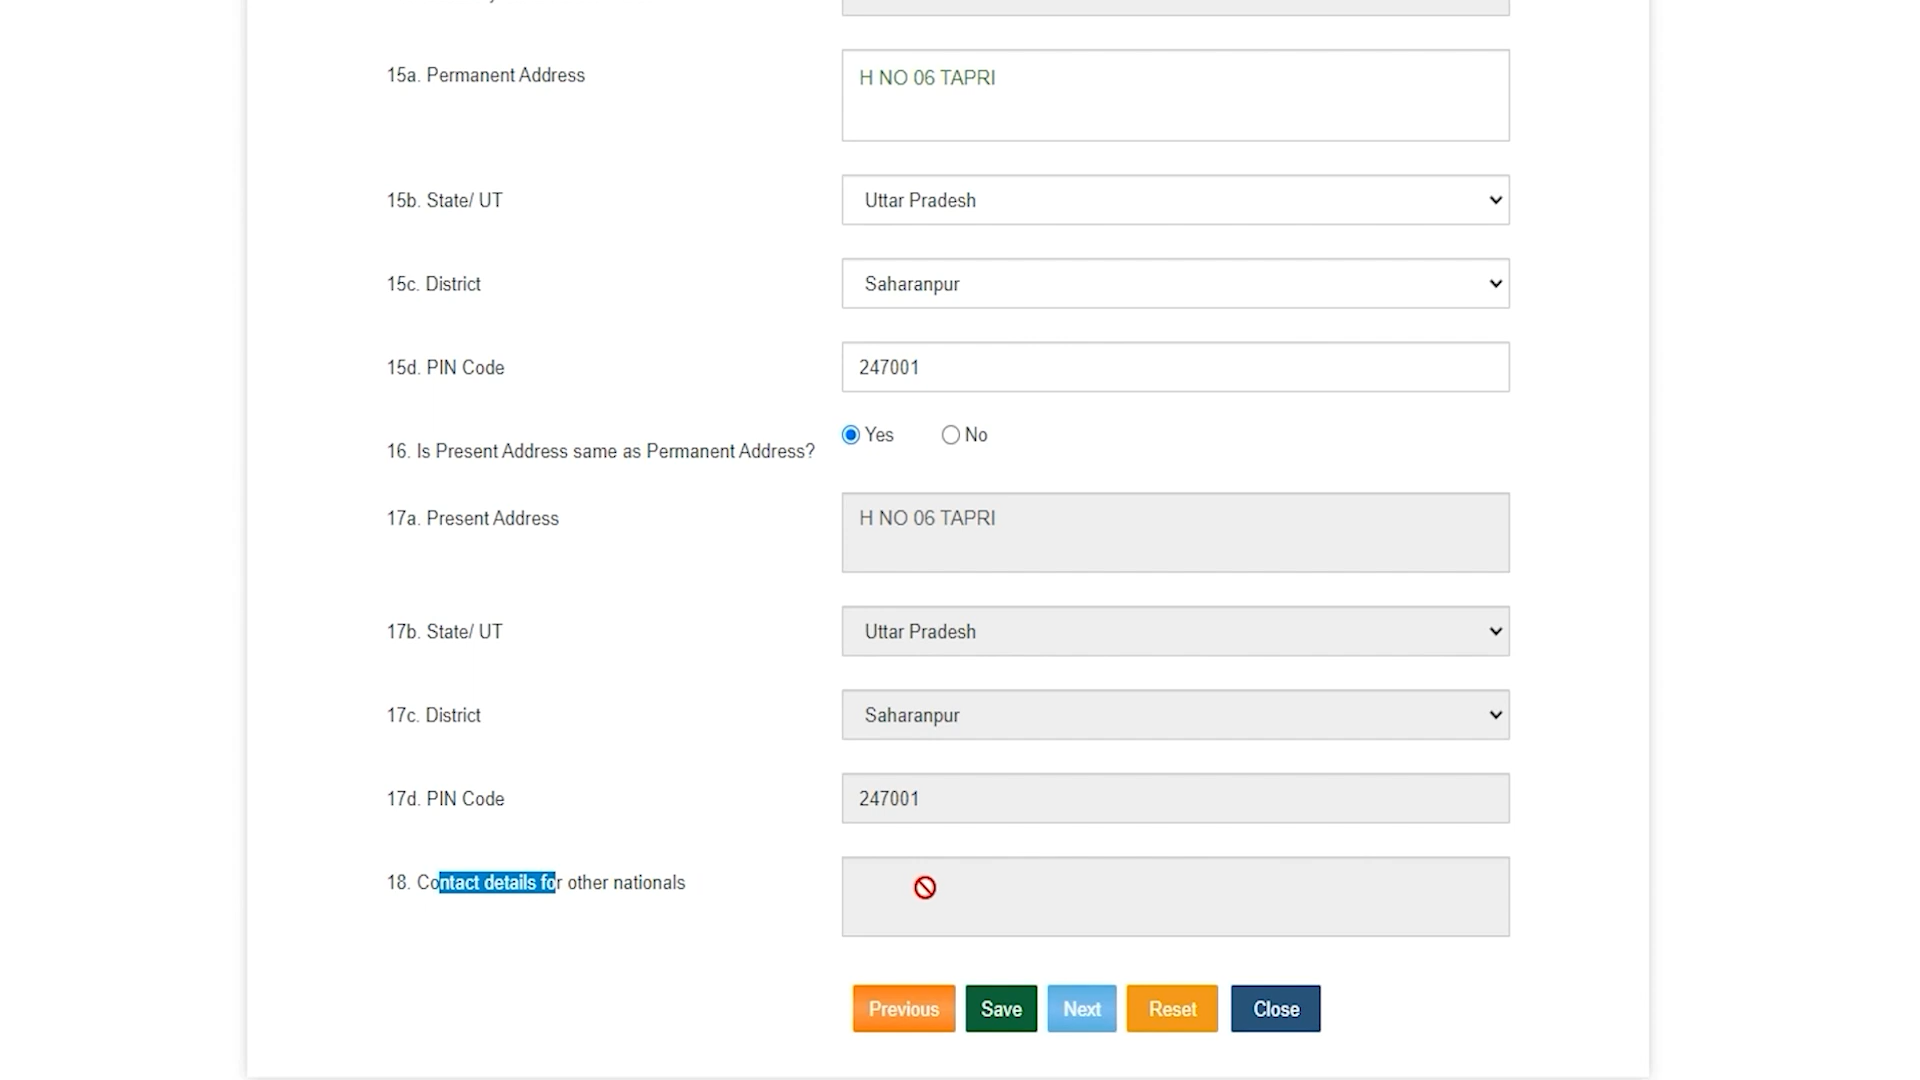 15a. Permanent Address
H NO 06 TAPRI
15b. State/ UT
Uttar Pradesh
15c. District
Saharanpur
15d. PIN Code
247001
16. Is Present Address same as Permanent Address?
Yes
No
17a. Present Address
H NO 06 TAPRI
17b. State/ UT
Uttar Pradesh
17c. District
Saharanpur
17d. PIN Code
247001
18. Contact details for other nationals
Previous
Save
Next
Reset
Close